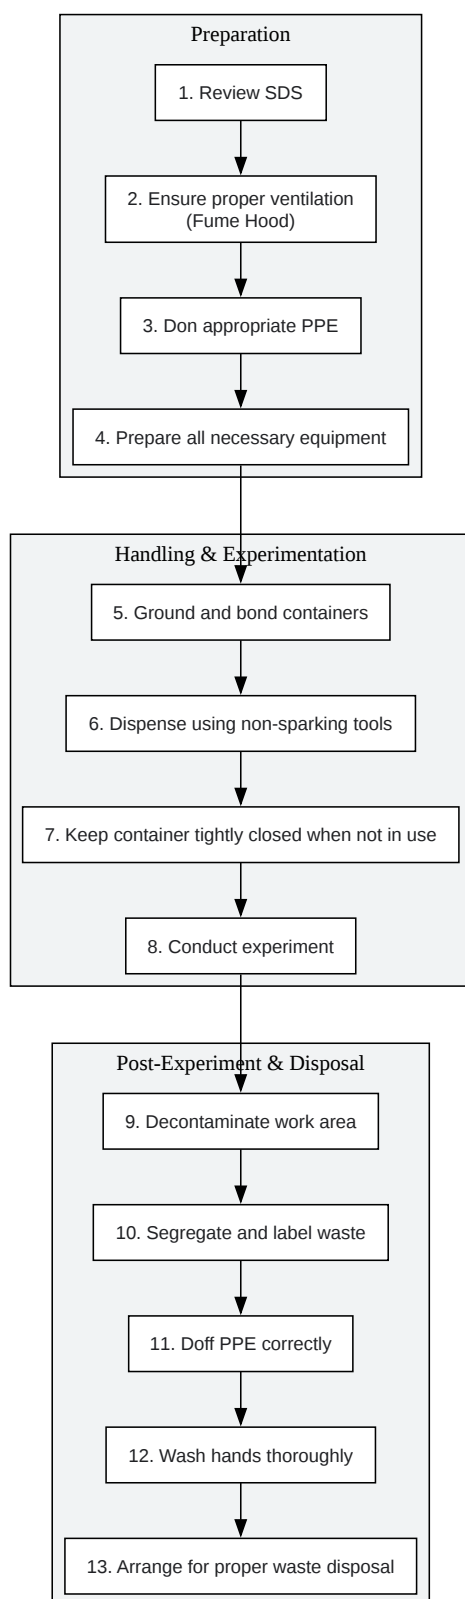 Preparation
1. Review SDS
2. Ensure proper ventilation
(Fume Hood)
3. Don appropriate PPE
4. Prepare all necessary equipment
Handling & Experimentation
5. Ground and bond containers
6. Dispense using non-sparking tools
7. Keep container tightly closed when not in use
8. Conduct experiment
Post-Experiment & Disposal
9. Decontaminate work area
10. Segregate and label waste
11. Doff PPE correctly
12. Wash hands thoroughly
13. Arrange for proper waste disposal